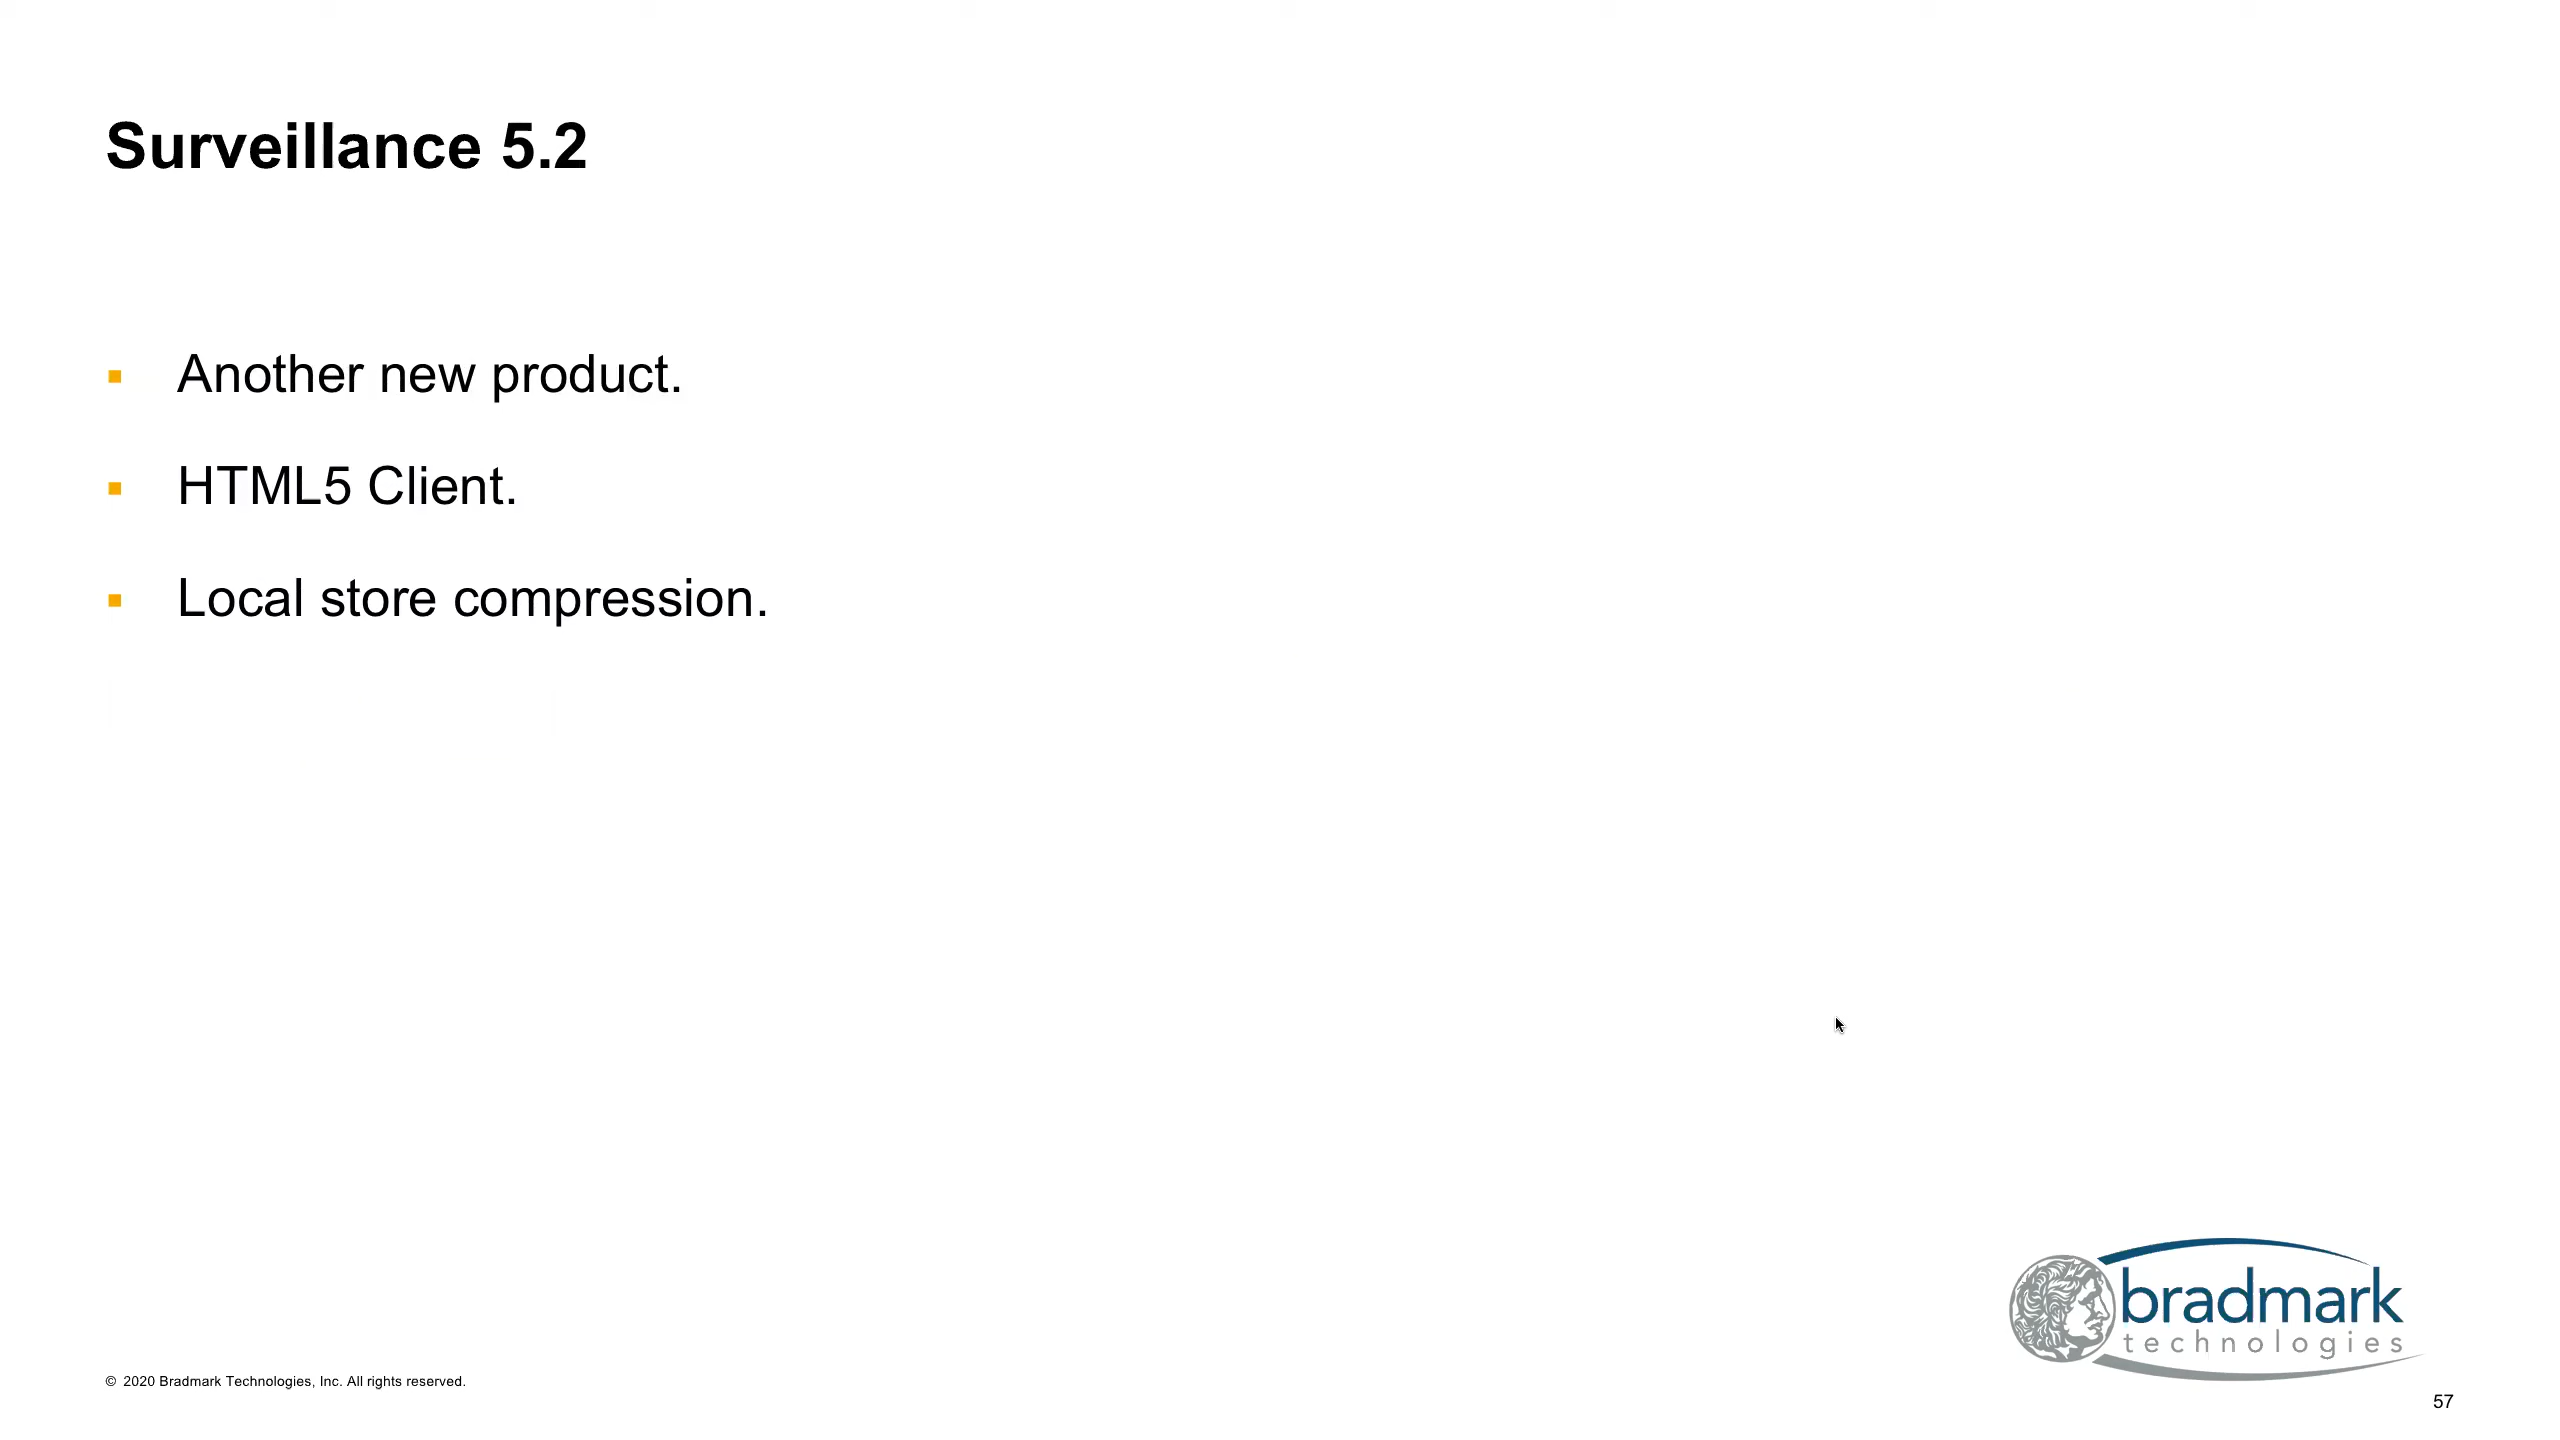 Surveillance 5.2
▪ Another new product.
▪ HTML5 Client.
▪ Local store compression.
bradmark
technologies
© 2020 Bradmark Technologies, Inc. All rights reserved.
57